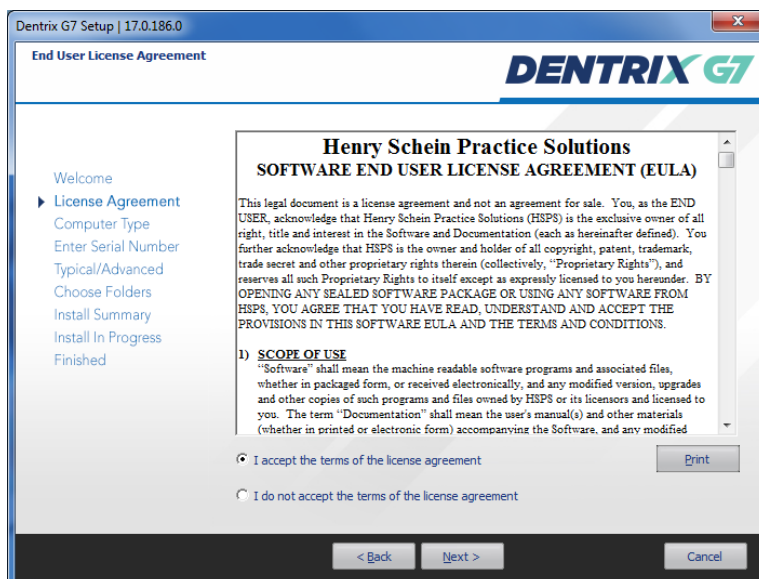 Dentrix G7 Setup | 17.0.186.0
End User License Agreement
DENTRIX G7
Welcome
License Agreement
Computer Type
Enter Serial Number
Typical/Advanced
Choose Folders
Install Summary
Install In Progress
Finished
Henry Schein Practice Solutions
SOFTWARE END USER LICENSE AGREEMENT (EULA)
This legal document is a license agreement and not an agreement for sale. You, as the END
USER, acknowledge that Henry Schein Practice Solutions (HSPS) is the exclusive owner of all
right, title and interest in the Software and Documentation (each as hereinafter defined). You
further acknowledge that HSPS is the owner and holder of all copyright, patent, trademark,
trade secret and other proprietary rights therein (collectively, “Proprietary Rights”), and
reserves all such Proprietary Rights to itself except as expressly licensed to you hereunder. BY
OPENING ANY SEALED SOFTWARE PACKAGE OR USING ANY SOFTWARE FROM
HSPS, YOU AGREE THAT YOU HAVE READ, UNDERSTAND AND ACCEPT THE
PROVISIONS IN THIS SOFTWARE EULA AND THE TERMS AND CONDITIONS.
1) SCOPE OF USE
“Software” shall mean the machine readable software programs and associated files,
whether in packaged form, or received electronically, and any modified version, upgrades
and other copies of such programs and files owned by HSPS or its licensors and licensed to
you. The term “Documentation” shall mean the user's manual(s) and other materials
(whether in printed or electronic form) accompanying the Software, and any modified
I accept the terms of the license agreement
Print
I do not accept the terms of the license agreement
< Back
Next >
Cancel